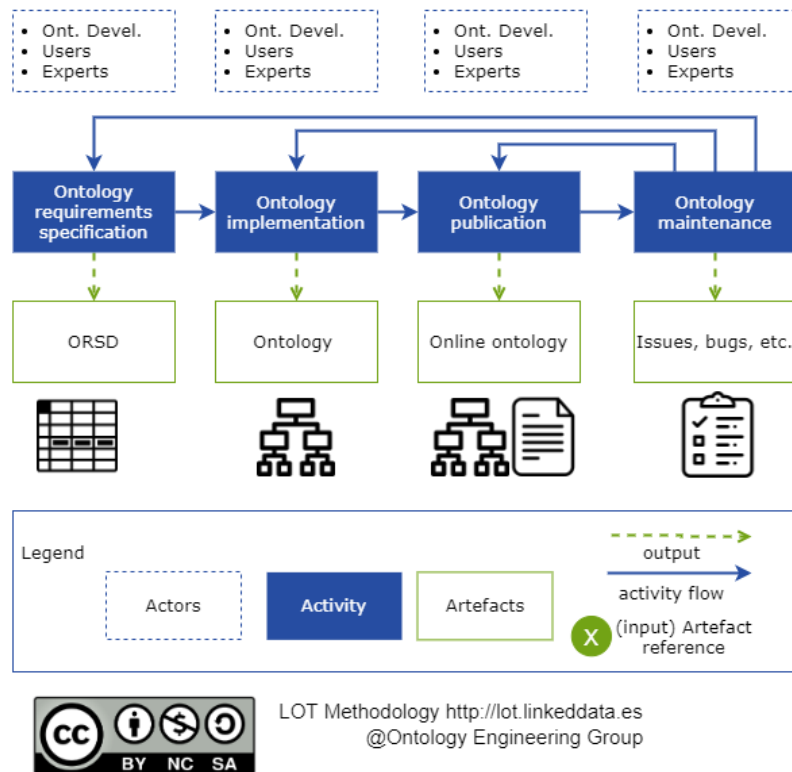 • Ont. Devel.
• Users
• Experts
• Ont. Devel.
• Users
• Experts
• Ont. Devel.
• Users
• Experts
• Ont. Devel.
• Users
• Experts
Ontology
requirements
specification
Ontology
implementation
Ontology
publication
Ontology
maintenance
ORSD
Ontology
Online ontology
Issues, bugs, etc.
Legend
Actors
Activity
Artefacts
output
activity flow
X
(input) Artefact
reference
cc
BY NC SA
LOT Methodology http://lot.linkeddata.es
@Ontology Engineering Group